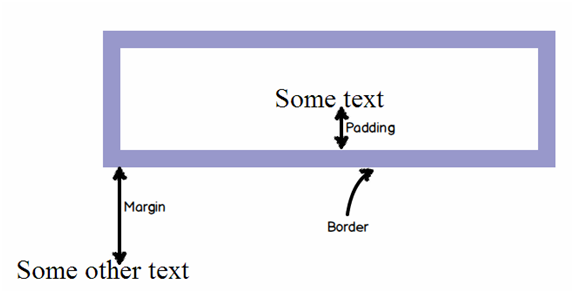 Some text
Padding
Margin
Border
Some other text